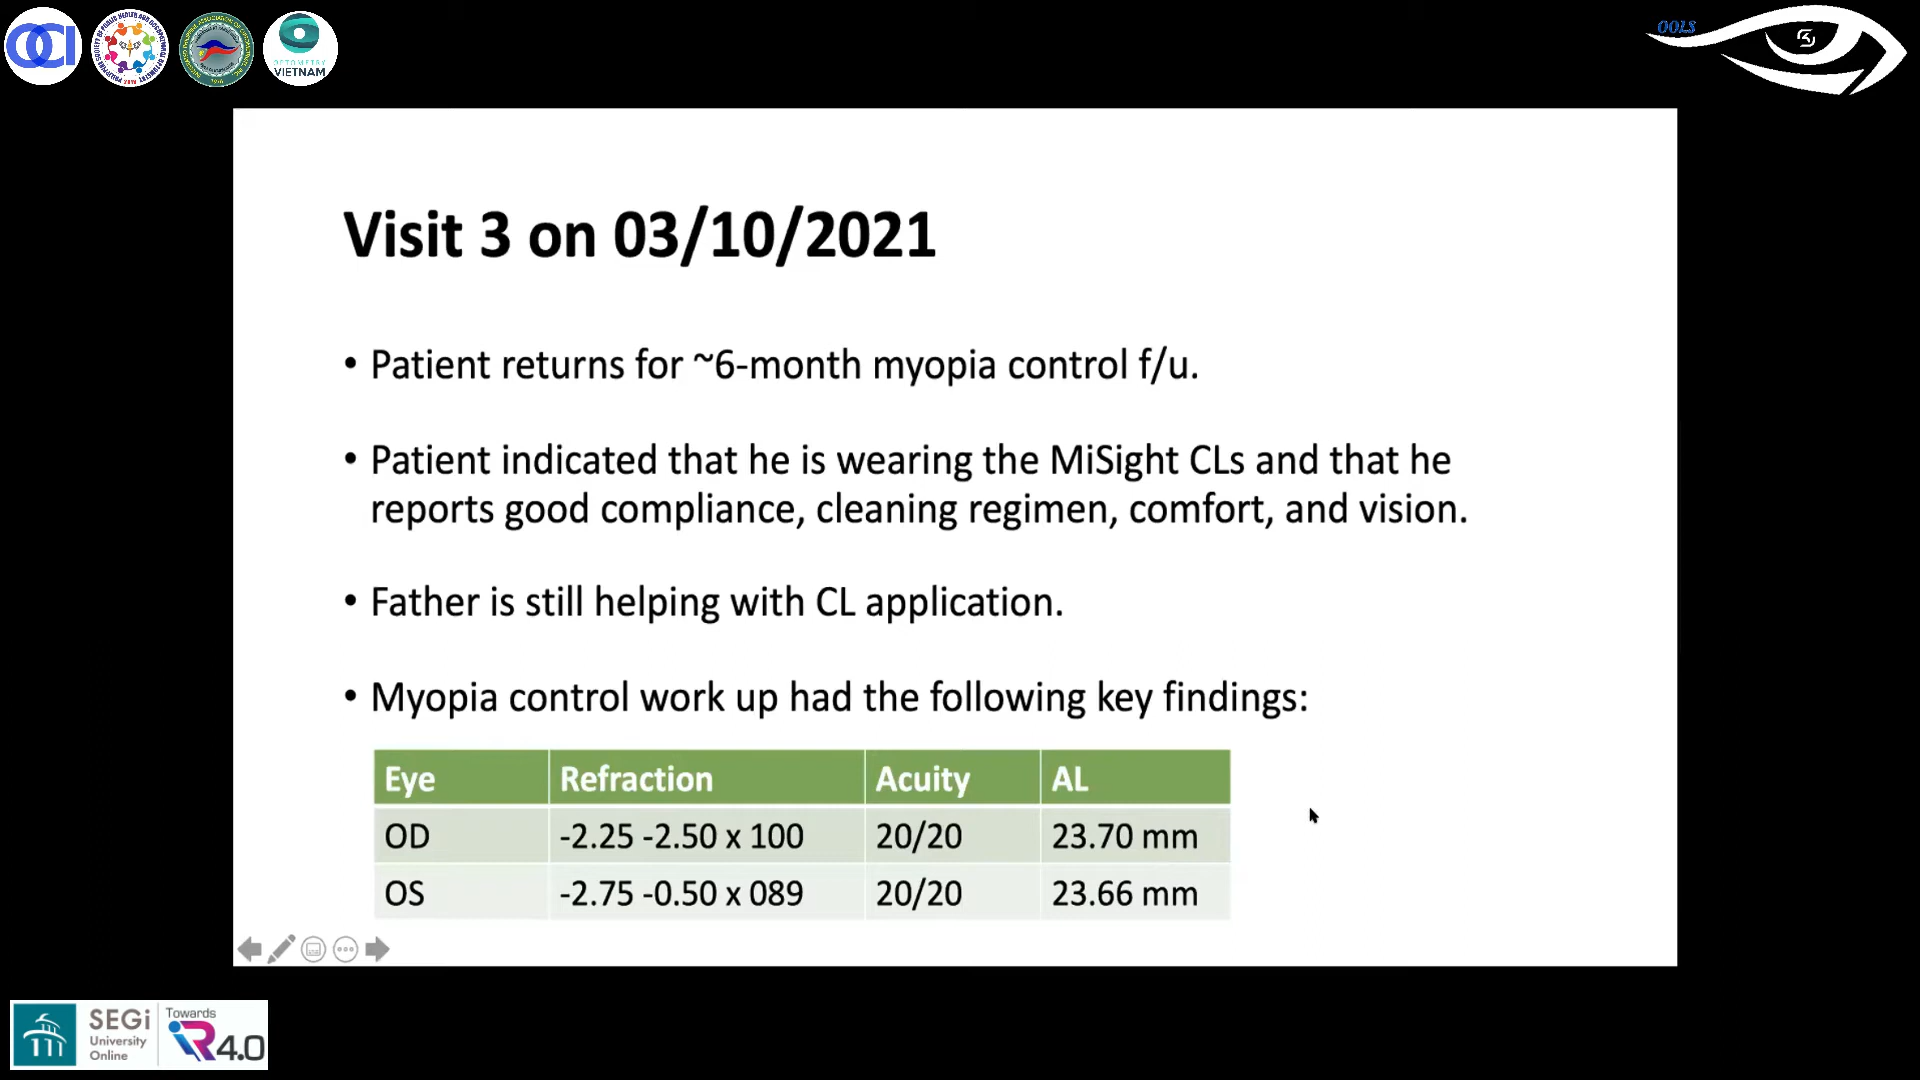 OCI
OPTOMETRY
VIETNAM
OOLS
Visit 3 on 03/10/2021
• Patient returns for ~6-month myopia control f/u.
• Patient indicated that he is wearing the MiSight CLs and that he
reports good compliance, cleaning regimen, comfort, and vision.
• Father is still helping with CL application.
• Myopia control work up had the following key findings:
Eye Refraction Acuity AL
OD -2.25 -2.50 x 100 20/20 23.70 mm
OS -2.75 -0.50 x 089 20/20 23.66 mm
SEGi
University
Online
Towards
iR4.0